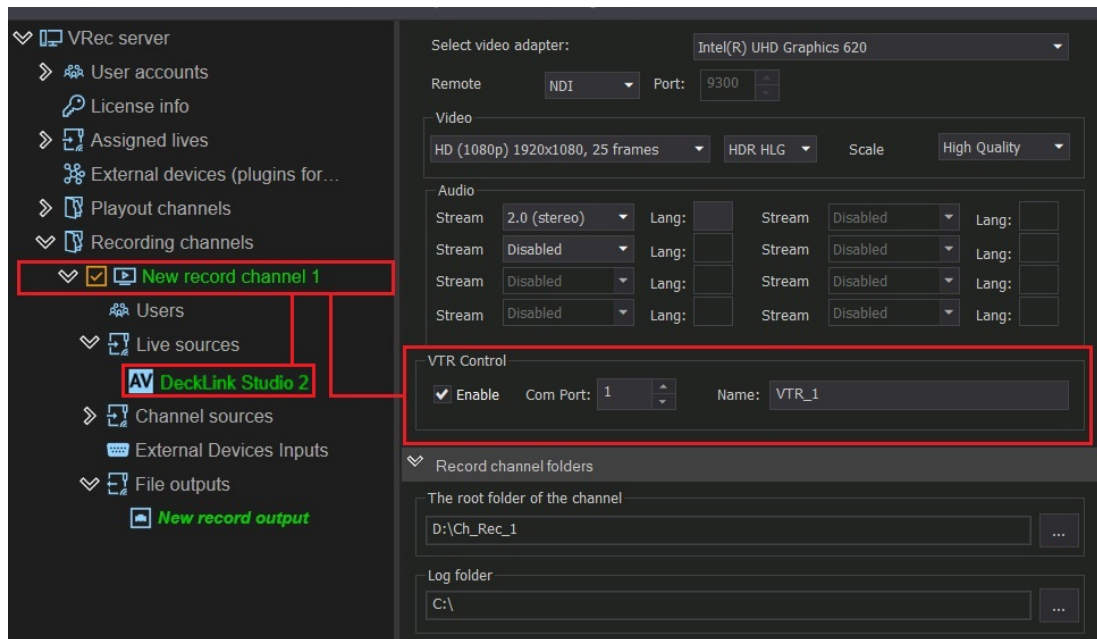 VRec server
User accounts
License info
Assigned lives
External devices (plugins for...
Playout channels
Recording channels
New record channel 1
Users
Live sources
AV DeckLink Studio 2
Channel sources
External Devices Inputs
File outputs
New record output
Select video adapter: Intel(R) UHD Graphics 620
Remote NDI Port: 9300
Video
HD (1080p) 1920x1080, 25 frames HDR HLG Scale High Quality
Audio
Stream 2.0 (stereo) Lang: Stream Disabled Lang:
Stream Disabled Lang: Stream Disabled Lang:
Stream Disabled Lang: Stream Disabled Lang:
Stream Disabled Lang: Stream Disabled Lang:
VTR Control
Enable Com Port: 1 Name: VTR_1
Record channel folders
The root folder of the channel
D:\Ch_Rec_1 ...
Log folder
C:\ ...